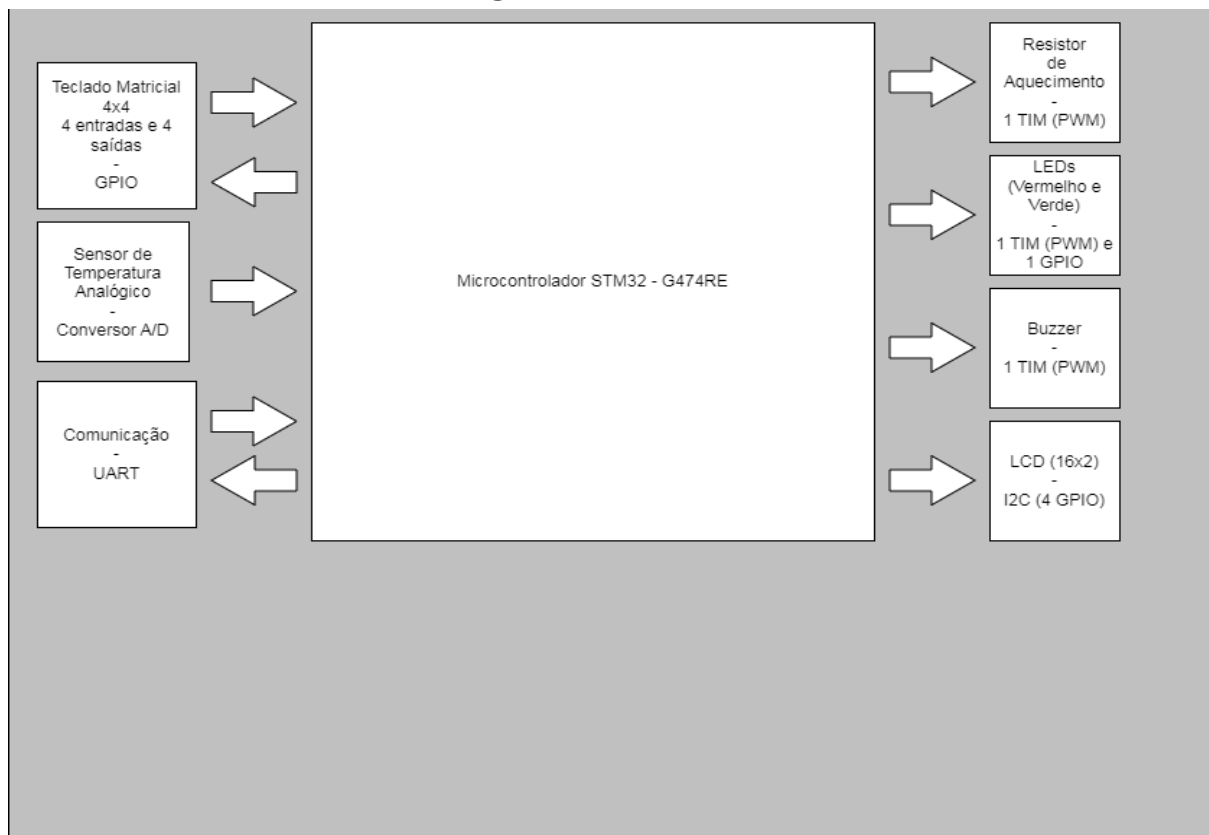 Teclado Matricial
4x4
4 entradas e 4
saídas
-
GPIO
Sensor de
Temperatura
Analógico
-
Conversor A/D
Comunicação
-
UART
Microcontrolador STM32 - G474RE
Resistor
de
Aquecimento
-
1 TIM (PWM)
LEDs
(Vermelho e
Verde)
-
1 TIM (PWM) e
1 GPIO
Buzzer
-
1 TIM (PWM)
LCD (16x2)
-
I2C (4 GPIO)